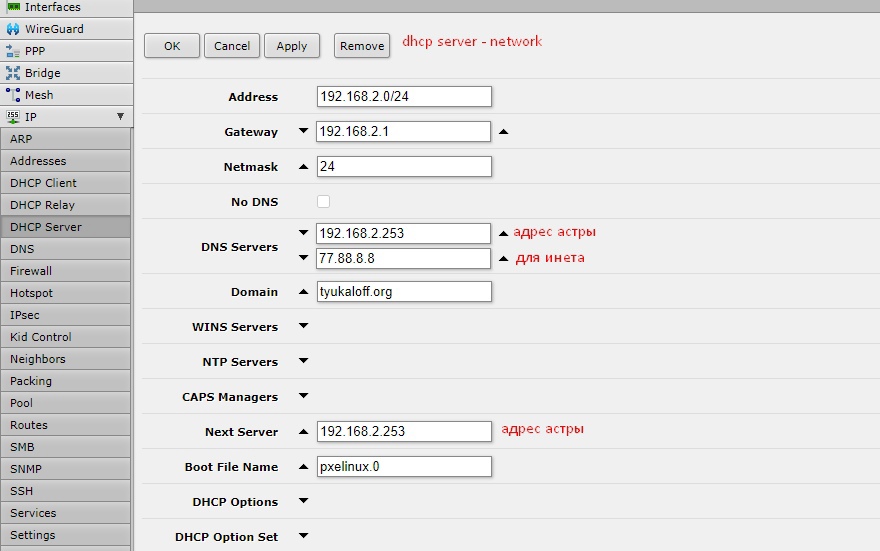 Interfaces
WireGuard
PPP
Bridge
Mesh
255 IP
ARP
Addresses
DHCP Client
DHCP Relay
DHCP Server
DNS
Firewall
Hotspot
IPsec
Kid Control
Neighbors
Packing
Pool
Routes
SMB
SNMP
SSH
Services
Settings
OK Cancel Apply Remove dhcp server - network
Address 192.168.2.0/24
Gateway 192.168.2.1
Netmask 24
No DNS
DNS Servers 192.168.2.253 адрес астры
77.88.8.8 для инета
Domain tyukaloff.org
WINS Servers
NTP Servers
CAPS Managers
Next Server 192.168.2.253 адрес астры
Boot File Name pxelinux.0
DHCP Options
DHCP Option Set